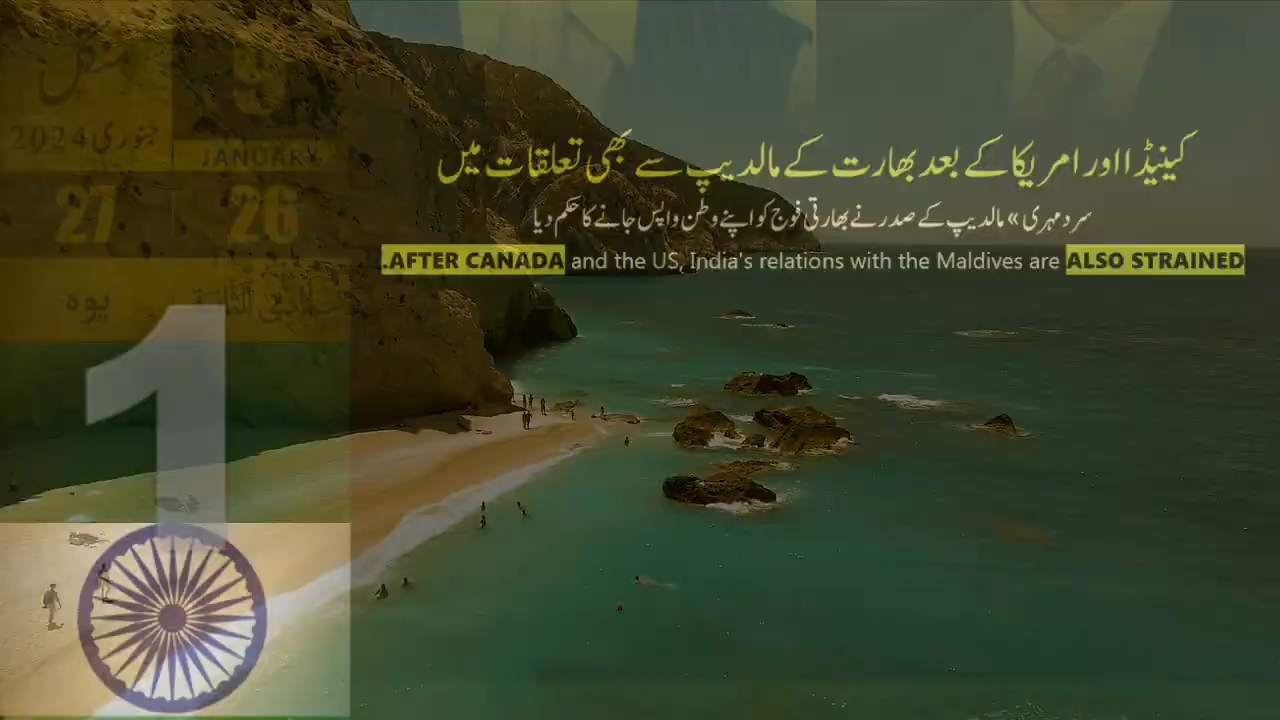 منگل
9
جنوری 2024
JANUARY
27
26
1
کینیڈا اور امریکا کے بعد بھارت کے مالدیپ سے بھی تعلقات میں
سرد مہری » مالدیپ کے صدر نے بھارتی فوج کو اپنے وطن واپس جانے کا حکم دیا
.AFTER CANADA and the US, India's relations with the Maldives are ALSO STRAINED